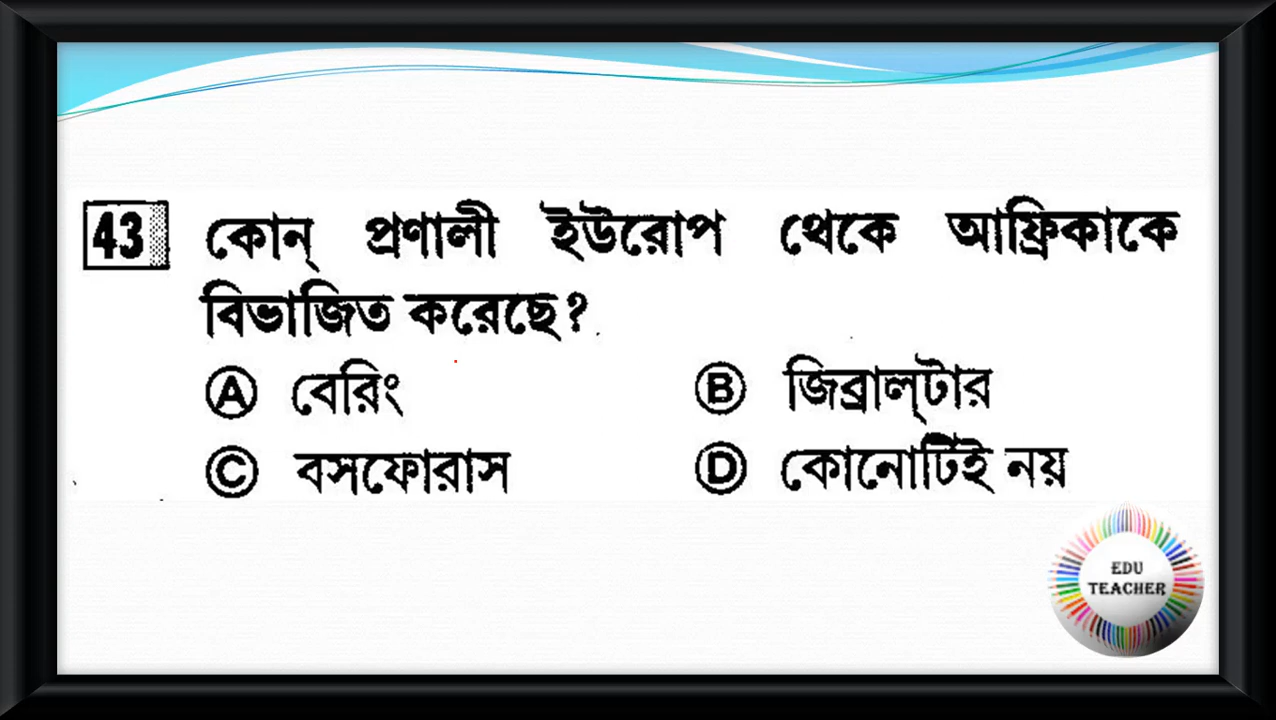 43 কোন্ প্রণালী ইউরোপ থেকে আফ্রিকাকে
বিভাজিত করেছে?
Ⓐ বেরিং Ⓑ জিব্রাল্‌টার
Ⓒ বসফোরাস Ⓓ কোনোটিই নয়
EDU
TEACHER